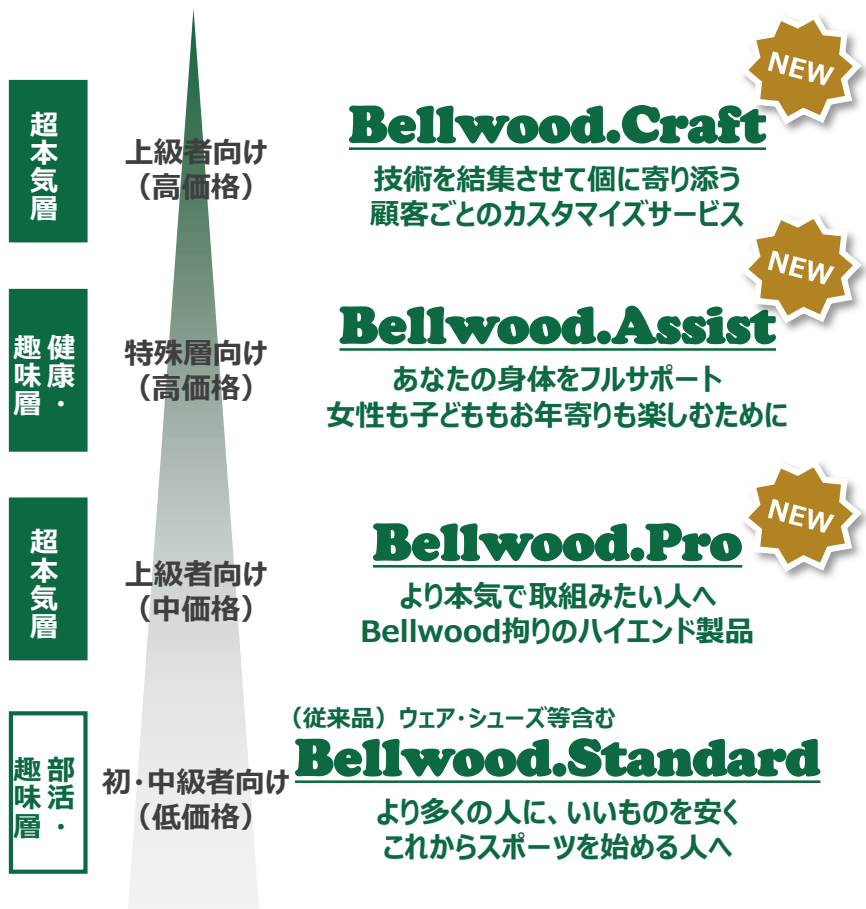 NEW
超本気層
上級者向け
（高価格）
Bellwood.Craft
技術を結集させて個に寄り添う
顧客ごとのカスタマイズサービス
NEW
健康・
趣味層
特殊層向け
（高価格）
Bellwood.Assist
あなたの身体をフルサポート
女性も子どももお年寄りも楽しむために
NEW
超本気層
上級者向け
（中価格）
Bellwood.Pro
より本気で取組みたい人へ
Bellwood拘りのハイエンド製品
部活・
趣味層
初・中級者向け
（低価格）
（従来品）ウェア・シューズ等含む
Bellwood.Standard
より多くの人に、いいものを安く
これからスポーツを始める人へ